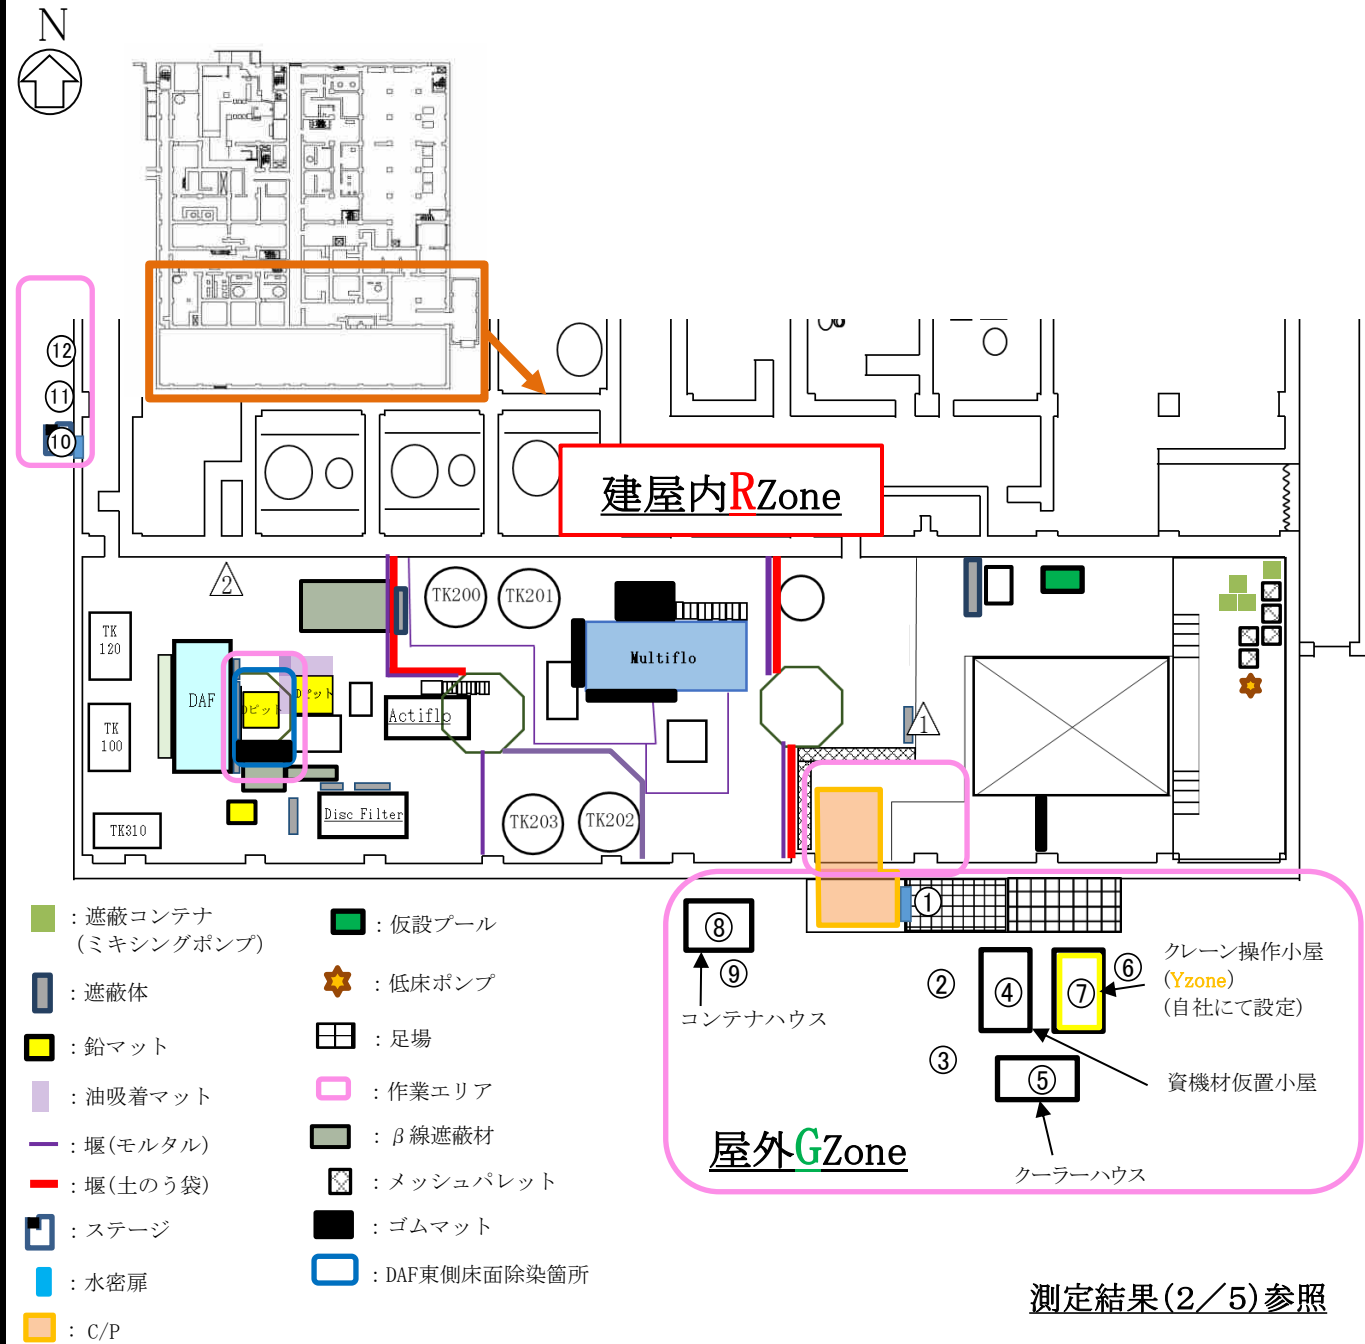 N
⑫
⑪
⑩
建屋内RZone
2
TK200
TK201
TK
120
Multiflo
DAF
Dピット
Dピット
Actiflo
1
TK
100
Disc Filter
TK203
TK202
TK310
①
⑧
⑨
コンテナハウス
②
④
⑦
⑥
クレーン操作小屋
(Yzone)
(自社にて設定)
③
⑤
資機材仮置小屋
クーラーハウス
屋外GZone
：遮蔽コンテナ
(ミキシングポンプ)
：遮蔽体
：鉛マット
：油吸着マット
：堰(モルタル)
：堰(土のう袋)
：ステージ
：水密扉
：C/P
：仮設プール
：低床ポンプ
：足場
：作業エリア
：β線遮蔽材
：メッシュパレット
：ゴムマット
：DAF東側床面除染箇所
測定結果(2／5)参照